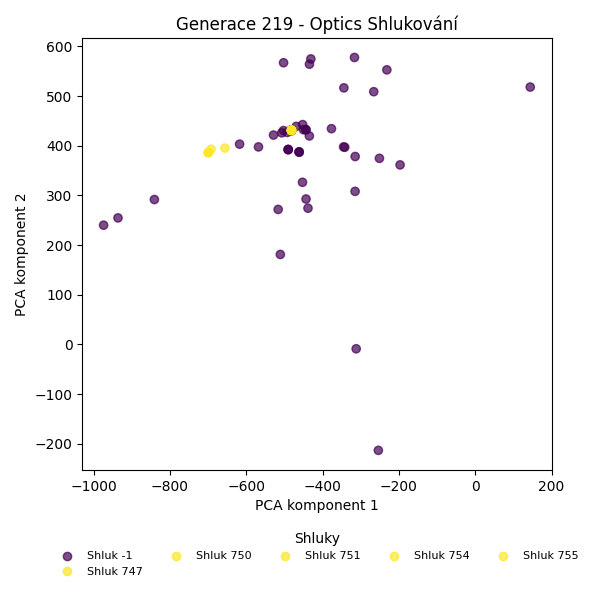 Generace 219 - Optics Shlukování
PCA komponent 2
600
500
400
300
200
100
0
−100
−200
−1000 −800 −600 −400 −200 0 200
PCA komponent 1
Shluky
Shluk -1 Shluk 750 Shluk 751 Shluk 754 Shluk 755
Shluk 747